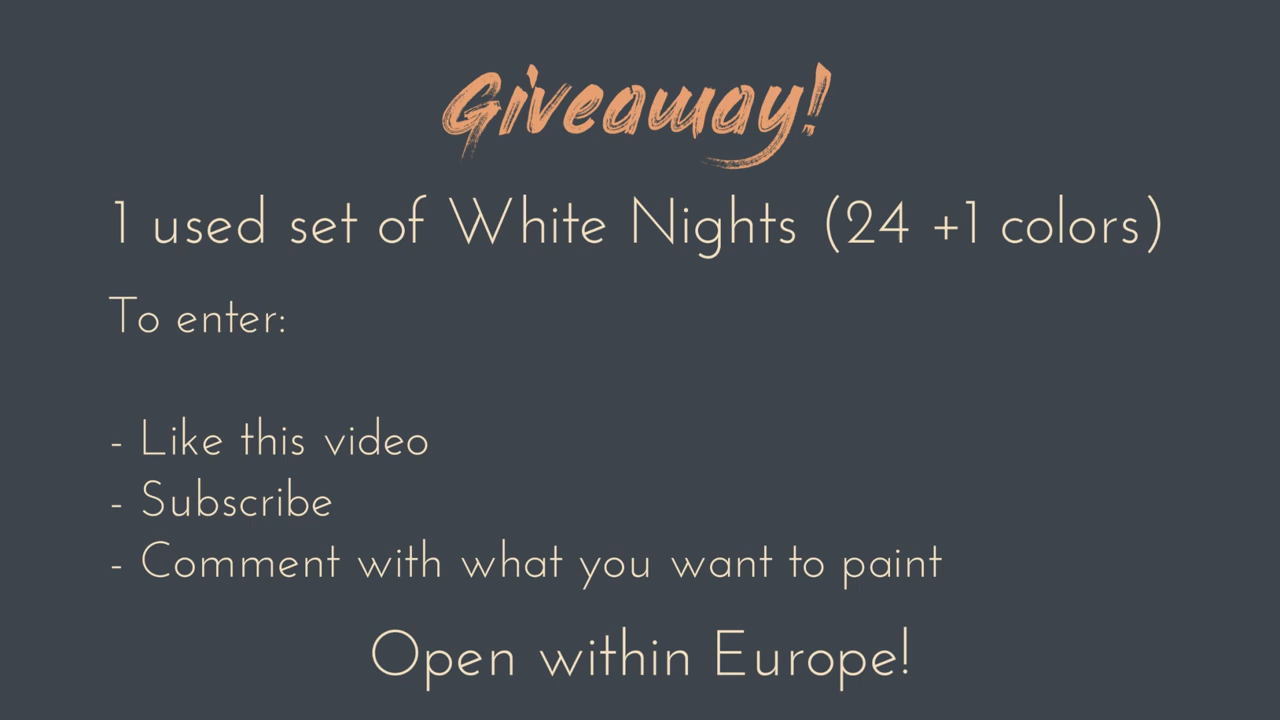 Giveaway!
1 used set of White Nights (24 +1 colors)
To enter:
- Like this video
- Subscribe
- Comment with what you want to paint
Open within Europe!